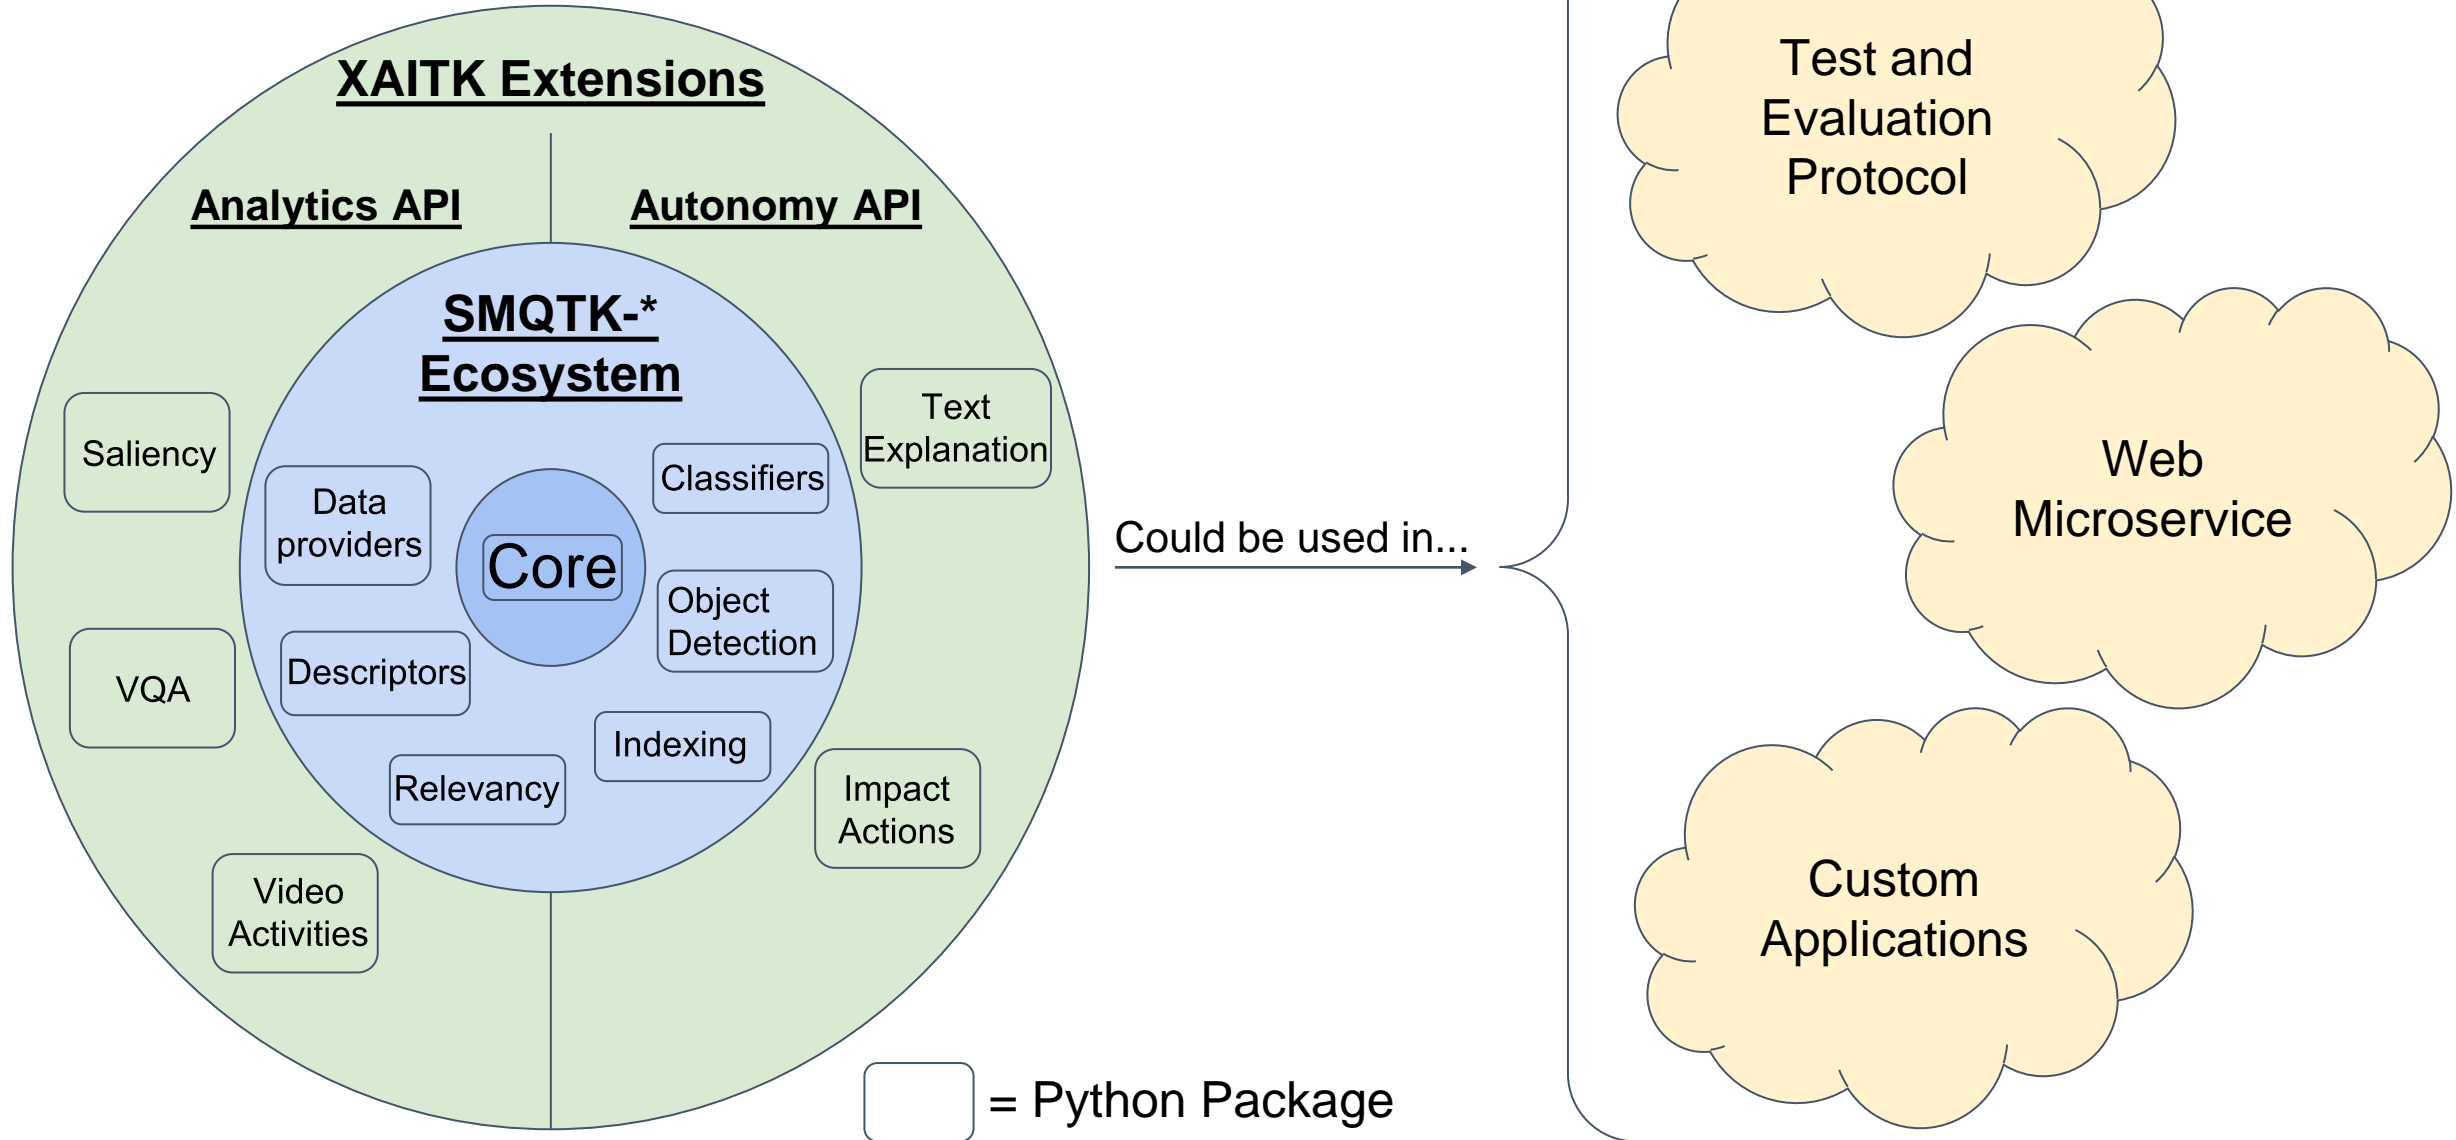 XAITK Extensions
Analytics API
Autonomy API
SMQTK-*
Ecosystem
Saliency
VQA
Video
Activities
Data
providers
Descriptors
Relevancy
Core
Classifiers
Object
Detection
Indexing
Text
Explanation
Impact
Actions
Could be used in...
Test and
Evaluation
Protocol
Web
Microservice
Custom
Applications
= Python Package